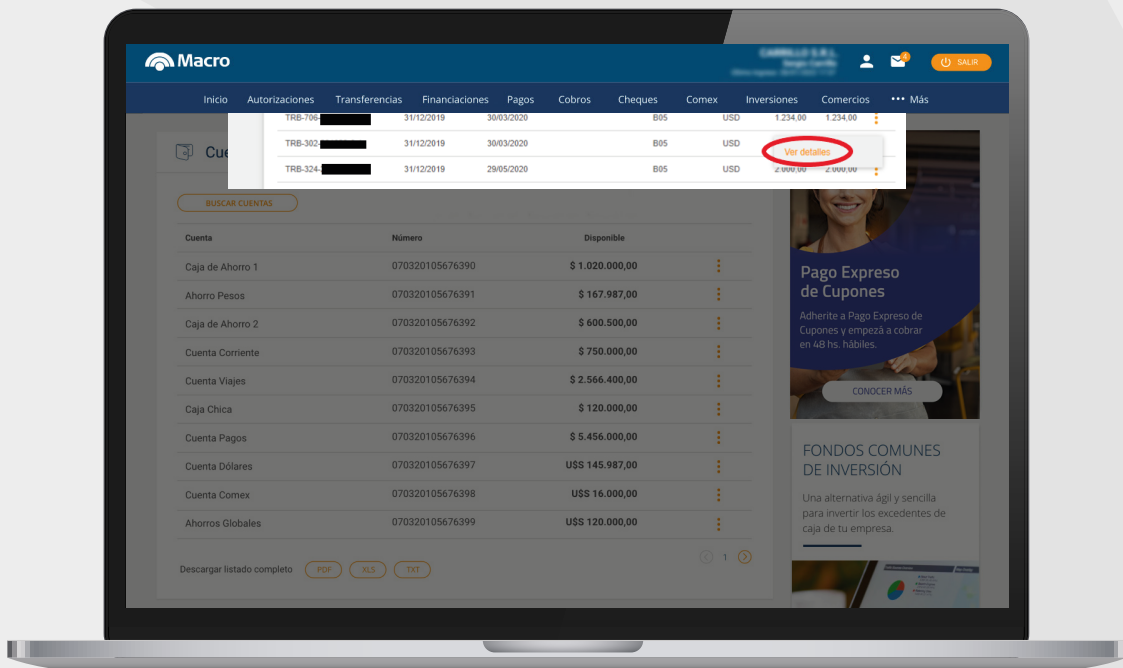 Macro
CARRILLO S.R.L.
Sergio Carrillo
SALIR
Inicio Autorizaciones Transferencias Financiaciones Pagos Cobros Cheques Comex Inversiones Comercios ••• Más
TRB-706- 31/12/2019 30/03/2020 B05 USD 1.234,00 1.234,00
TRB-302- 31/12/2019 30/03/2020 B05 USD
Ver detalles
TRB-324- 31/12/2019 29/05/2020 B05 USD 2.000,00 2.000,00
BUSCAR CUENTAS
Cuenta Número Disponible
Caja de Ahorro 1 070320105676390 $ 1.020.000,00
Ahorro Pesos 070320105676391 $ 167.987,00
Caja de Ahorro 2 070320105676392 $ 600.500,00
Cuenta Corriente 070320105676393 $ 750.000,00
Cuenta Viajes 070320105676394 $ 2.566.400,00
Caja Chica 070320105676395 $ 120.000,00
Cuenta Pagos 070320105676396 $ 5.456.000,00
Cuenta Dólares 070320105676397 U$S 145.987,00
Cuenta Comex 070320105676398 U$S 16.000,00
Ahorros Globales 070320105676399 U$S 120.000,00
1
Descargar listado completo PDF XLS TXT
Pago Expreso
de Cupones
Adherite a Pago Expreso de
Cupones y empezá a cobrar
en 48 hs. hábiles.
CONOCER MÁS
FONDOS COMUNES
DE INVERSIÓN
Una alternativa ágil y sencilla
para invertir los excedentes de
caja de tu empresa.